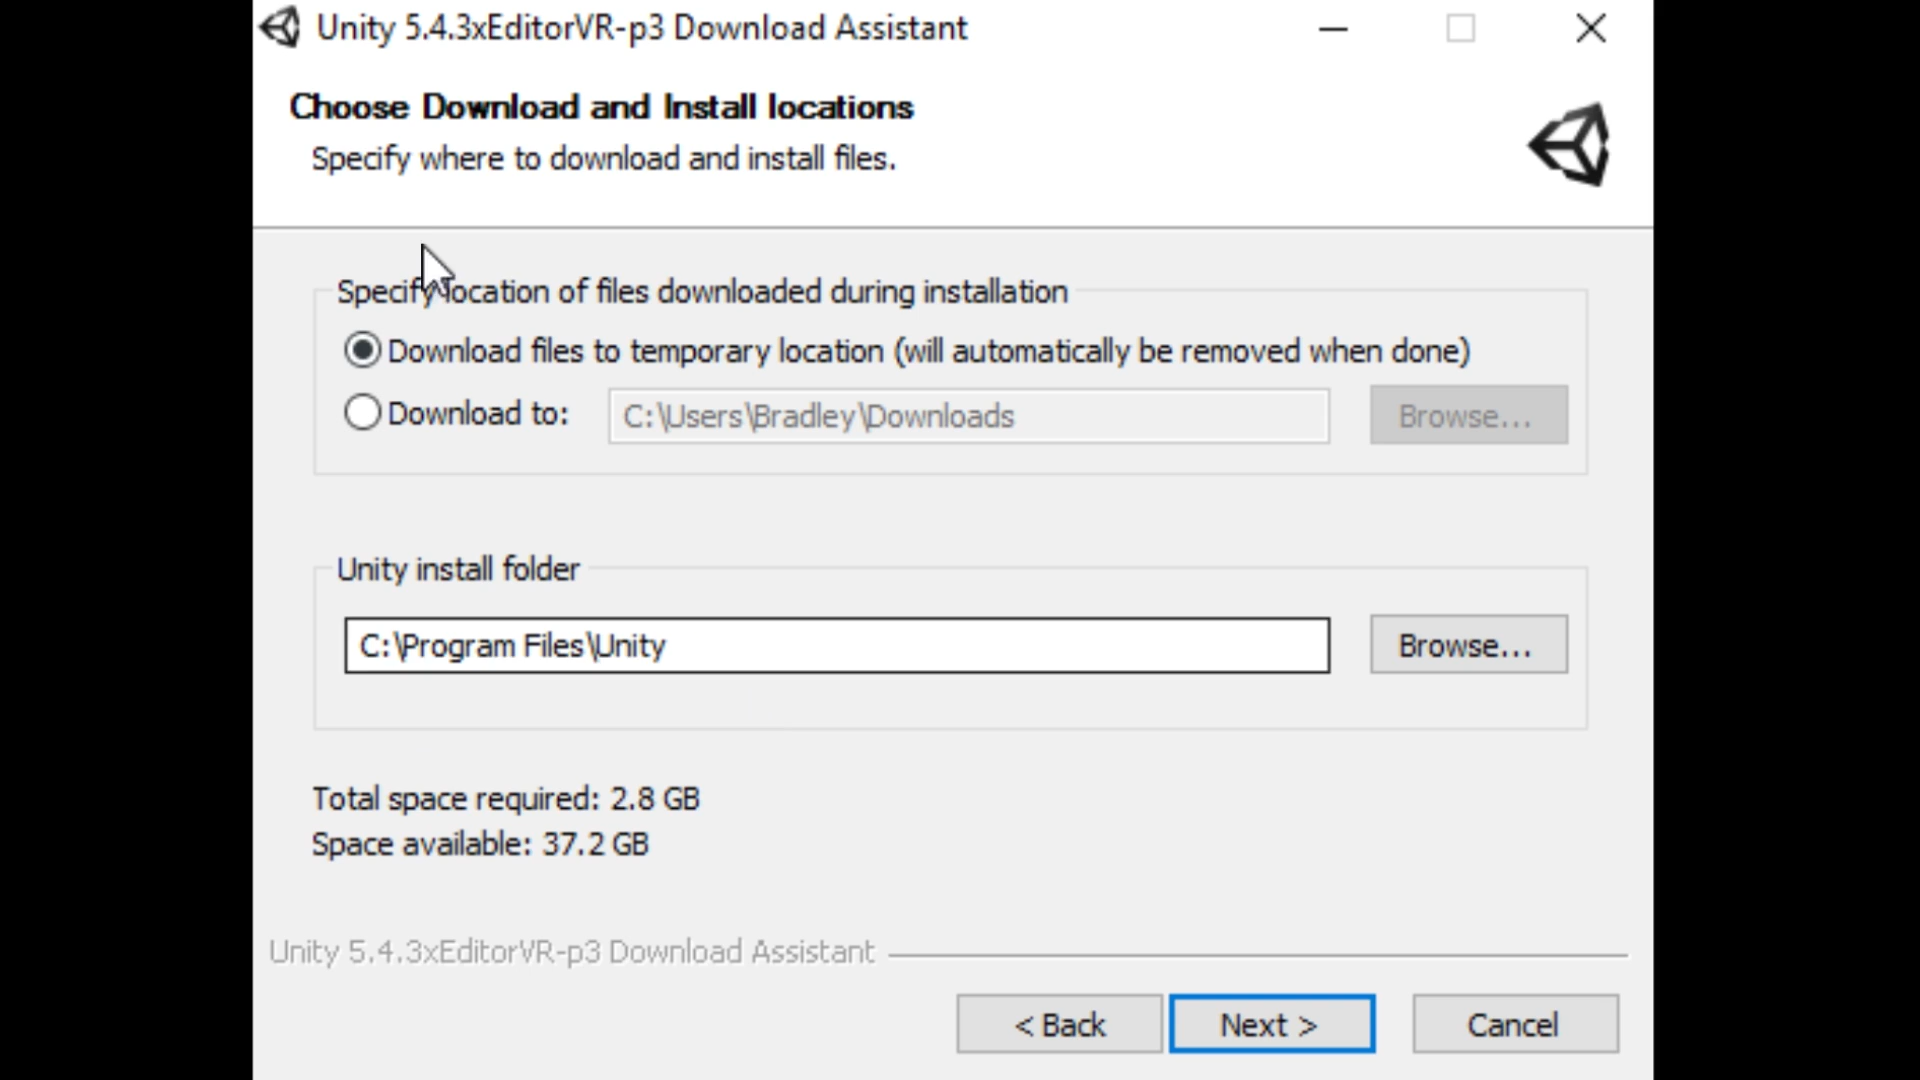 Unity 5.4.3xEditorVR-p3 Download Assistant
Choose Download and Install locations
Specify where to download and install files.
Specify location of files downloaded during installation
Download files to temporary location (will automatically be removed when done)
Download to: C:\Users\Bradley\Downloads Browse...
Unity install folder
C:\Program Files\Unity Browse...
Total space required: 2.8 GB
Space available: 37.2 GB
Unity 5.4.3xEditorVR-p3 Download Assistant
< Back Next > Cancel